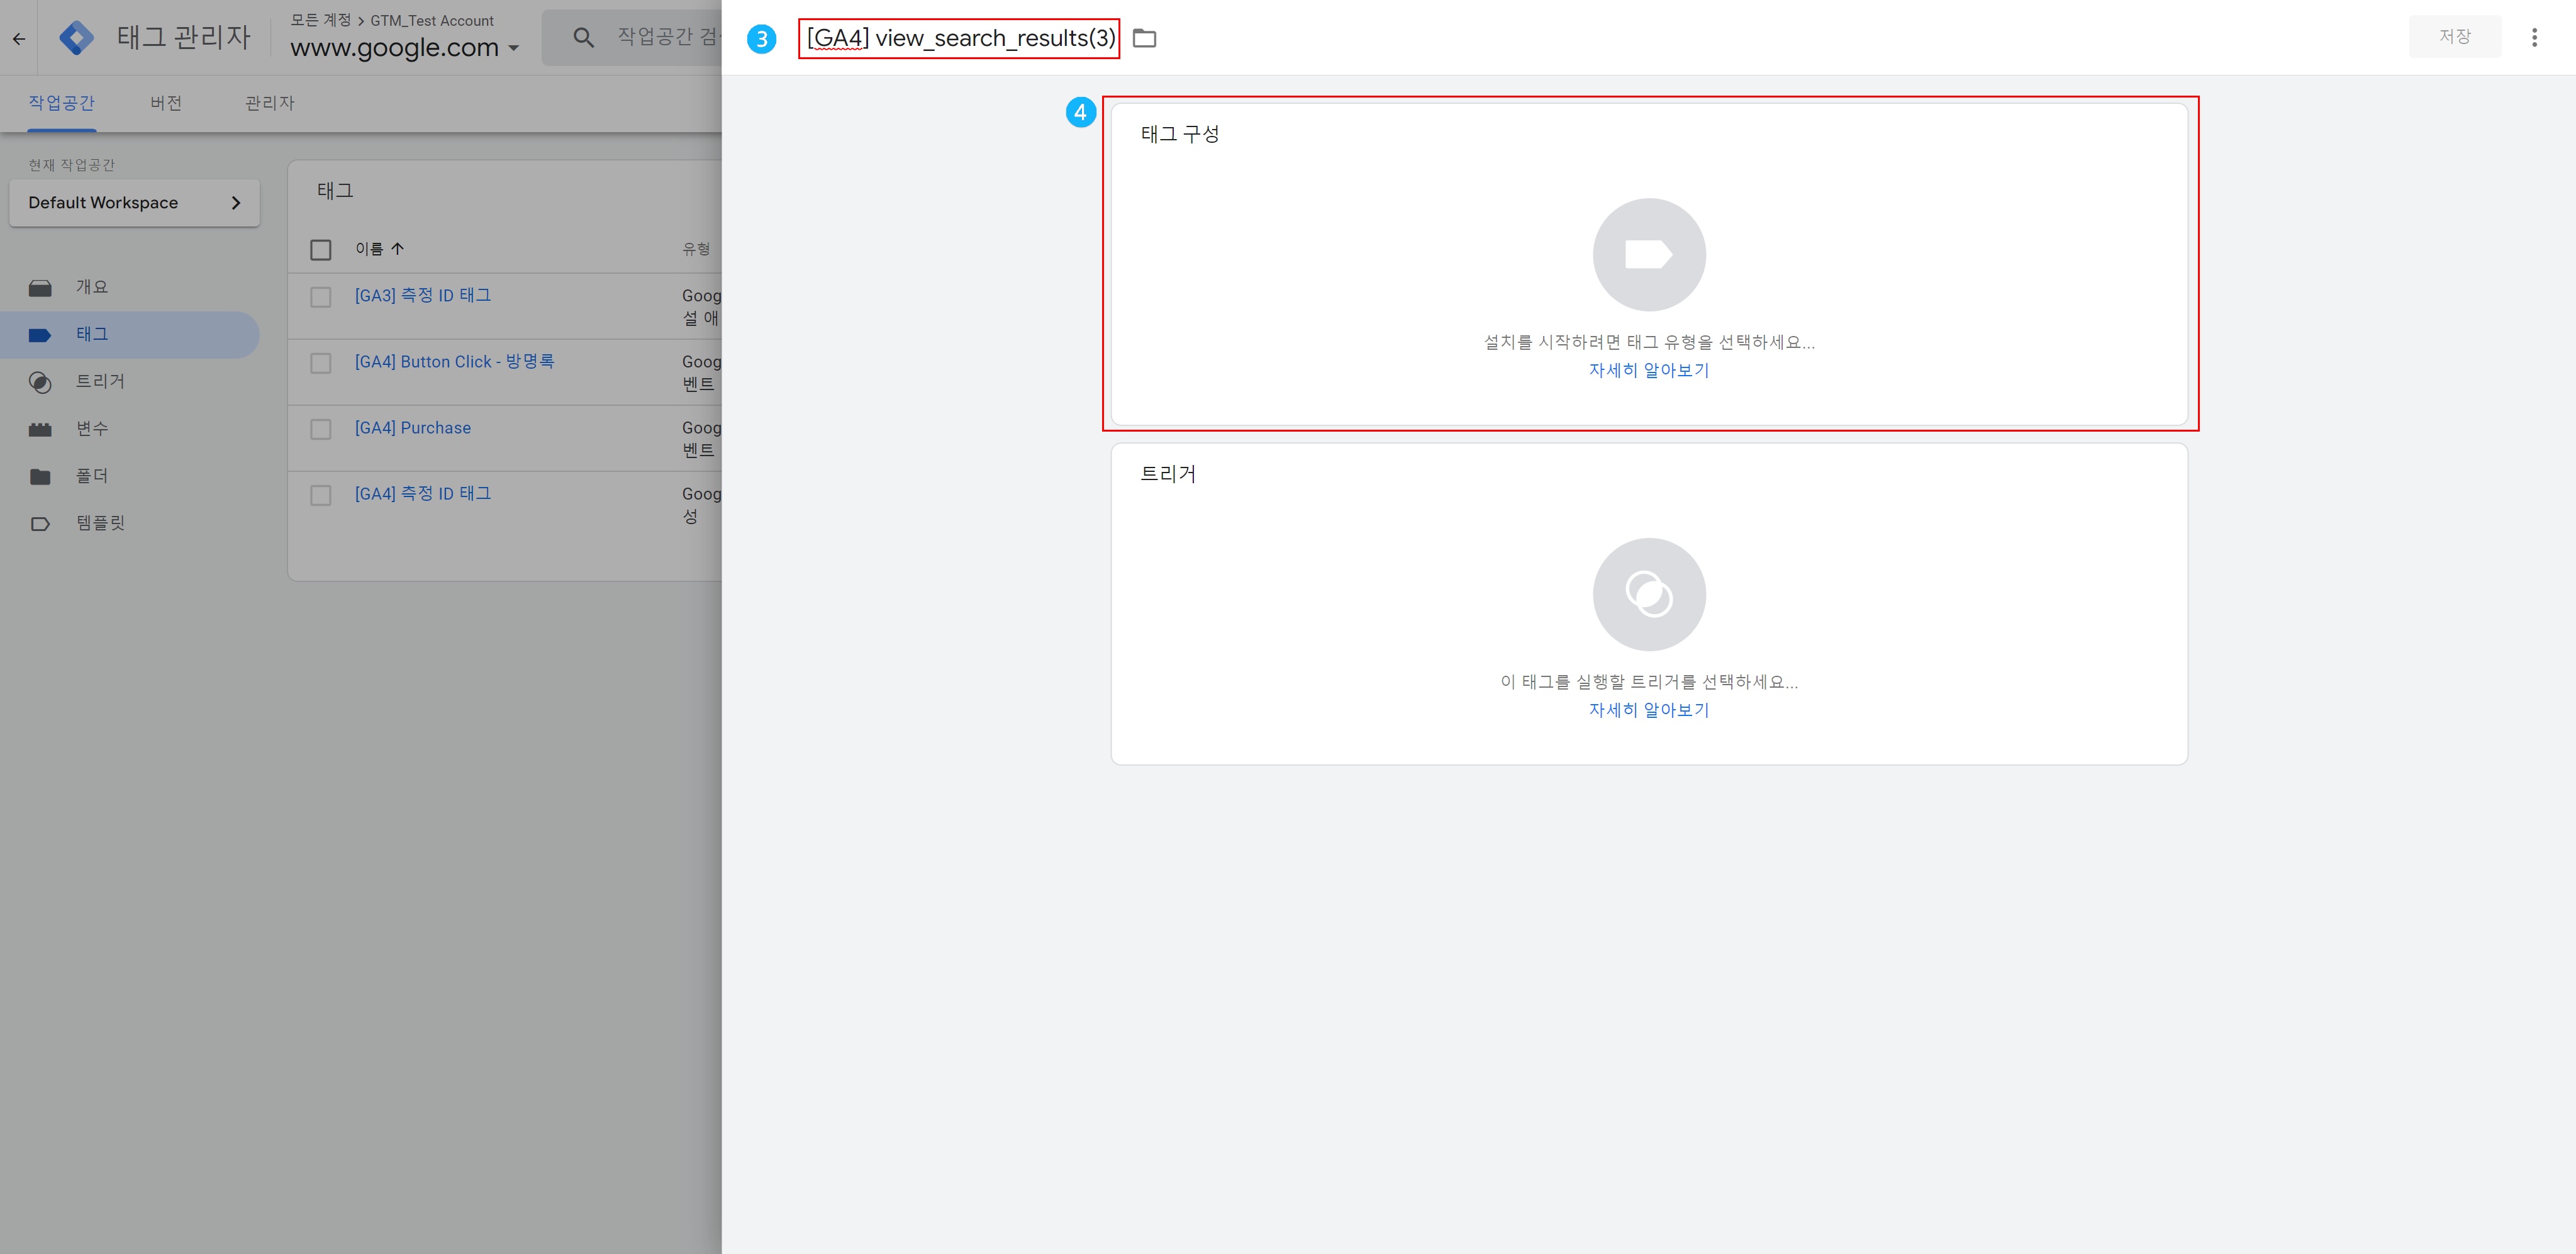 태그 관리자
모든 계정 > GTM_Test Account
www.google.com
작업공간 검
3
[GA4] view_search_results(3)
저장
작업공간
버전
관리자
현재 작업공간
Default Workspace
개요
태그
트리거
변수
폴더
템플릿
태그
이름
유형
[GA3] 측정 ID 태그
Goog
설 애
[GA4] Button Click - 방명록
Goog
벤트
[GA4] Purchase
Goog
벤트
[GA4] 측정 ID 태그
Goog
성
4
태그 구성
설치를 시작하려면 태그 유형을 선택하세요...
자세히 알아보기
트리거
이 태그를 실행할 트리거를 선택하세요...
자세히 알아보기